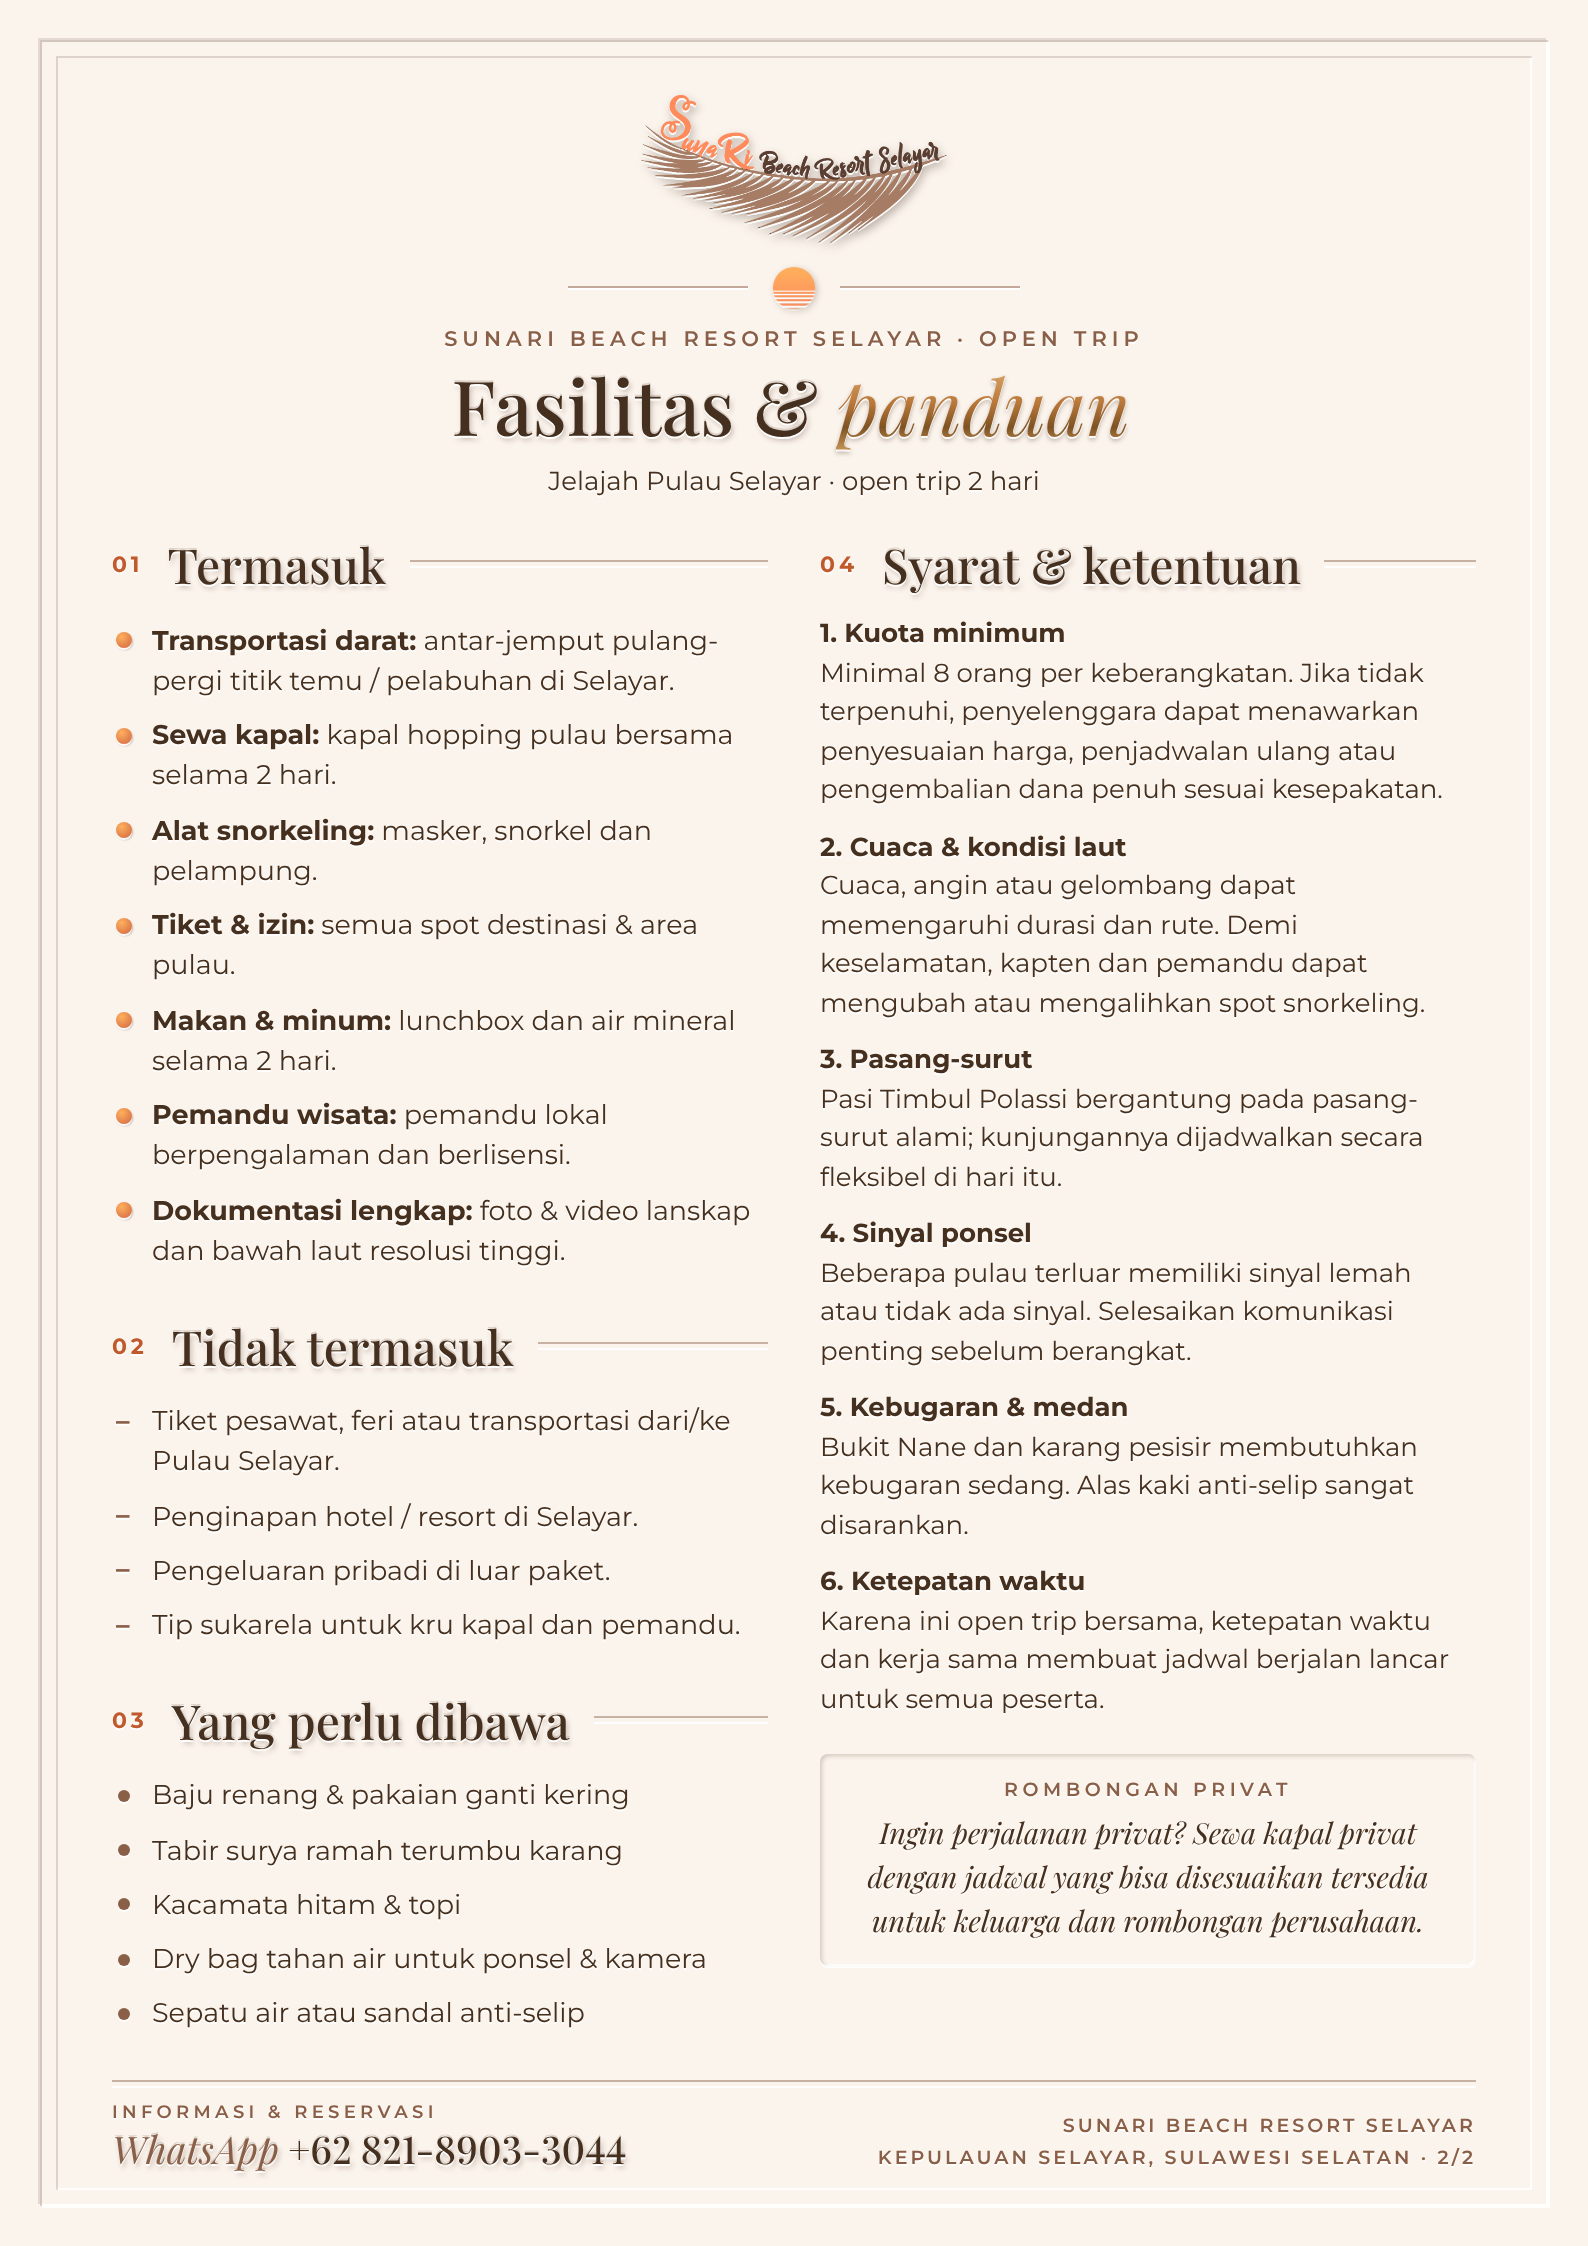 SunaRi Beach Resort Selayar
SUNARI BEACH RESORT SELAYAR · OPEN TRIP
Fasilitas & panduan
Jelajah Pulau Selayar · open trip 2 hari
01 Termasuk
Transportasi darat: antar-jemput pulang-
pergi titik temu / pelabuhan di Selayar.
Sewa kapal: kapal hopping pulau bersama
selama 2 hari.
Alat snorkeling: masker, snorkel dan
pelampung.
Tiket & izin: semua spot destinasi & area
pulau.
Makan & minum: lunchbox dan air mineral
selama 2 hari.
Pemandu wisata: pemandu lokal
berpengalaman dan berlisensi.
Dokumentasi lengkap: foto & video lanskap
dan bawah laut resolusi tinggi.
02 Tidak termasuk
– Tiket pesawat, feri atau transportasi dari/ke
Pulau Selayar.
– Penginapan hotel / resort di Selayar.
– Pengeluaran pribadi di luar paket.
– Tip sukarela untuk kru kapal dan pemandu.
03 Yang perlu dibawa
Baju renang & pakaian ganti kering
Tabir surya ramah terumbu karang
Kacamata hitam & topi
Dry bag tahan air untuk ponsel & kamera
Sepatu air atau sandal anti-selip
04 Syarat & ketentuan
1. Kuota minimum
Minimal 8 orang per keberangkatan. Jika tidak
terpenuhi, penyelenggara dapat menawarkan
penyesuaian harga, penjadwalan ulang atau
pengembalian dana penuh sesuai kesepakatan.
2. Cuaca & kondisi laut
Cuaca, angin atau gelombang dapat
memengaruhi durasi dan rute. Demi
keselamatan, kapten dan pemandu dapat
mengubah atau mengalihkan spot snorkeling.
3. Pasang-surut
Pasi Timbul Polassi bergantung pada pasang-
surut alami; kunjungannya dijadwalkan secara
fleksibel di hari itu.
4. Sinyal ponsel
Beberapa pulau terluar memiliki sinyal lemah
atau tidak ada sinyal. Selesaikan komunikasi
penting sebelum berangkat.
5. Kebugaran & medan
Bukit Nane dan karang pesisir membutuhkan
kebugaran sedang. Alas kaki anti-selip sangat
disarankan.
6. Ketepatan waktu
Karena ini open trip bersama, ketepatan waktu
dan kerja sama membuat jadwal berjalan lancar
untuk semua peserta.
ROMBONGAN PRIVAT
Ingin perjalanan privat? Sewa kapal privat
dengan jadwal yang bisa disesuaikan tersedia
untuk keluarga dan rombongan perusahaan.
INFORMASI & RESERVASI
WhatsApp +62 821-8903-3044
SUNARI BEACH RESORT SELAYAR
KEPULAUAN SELAYAR, SULAWESI SELATAN · 2/2